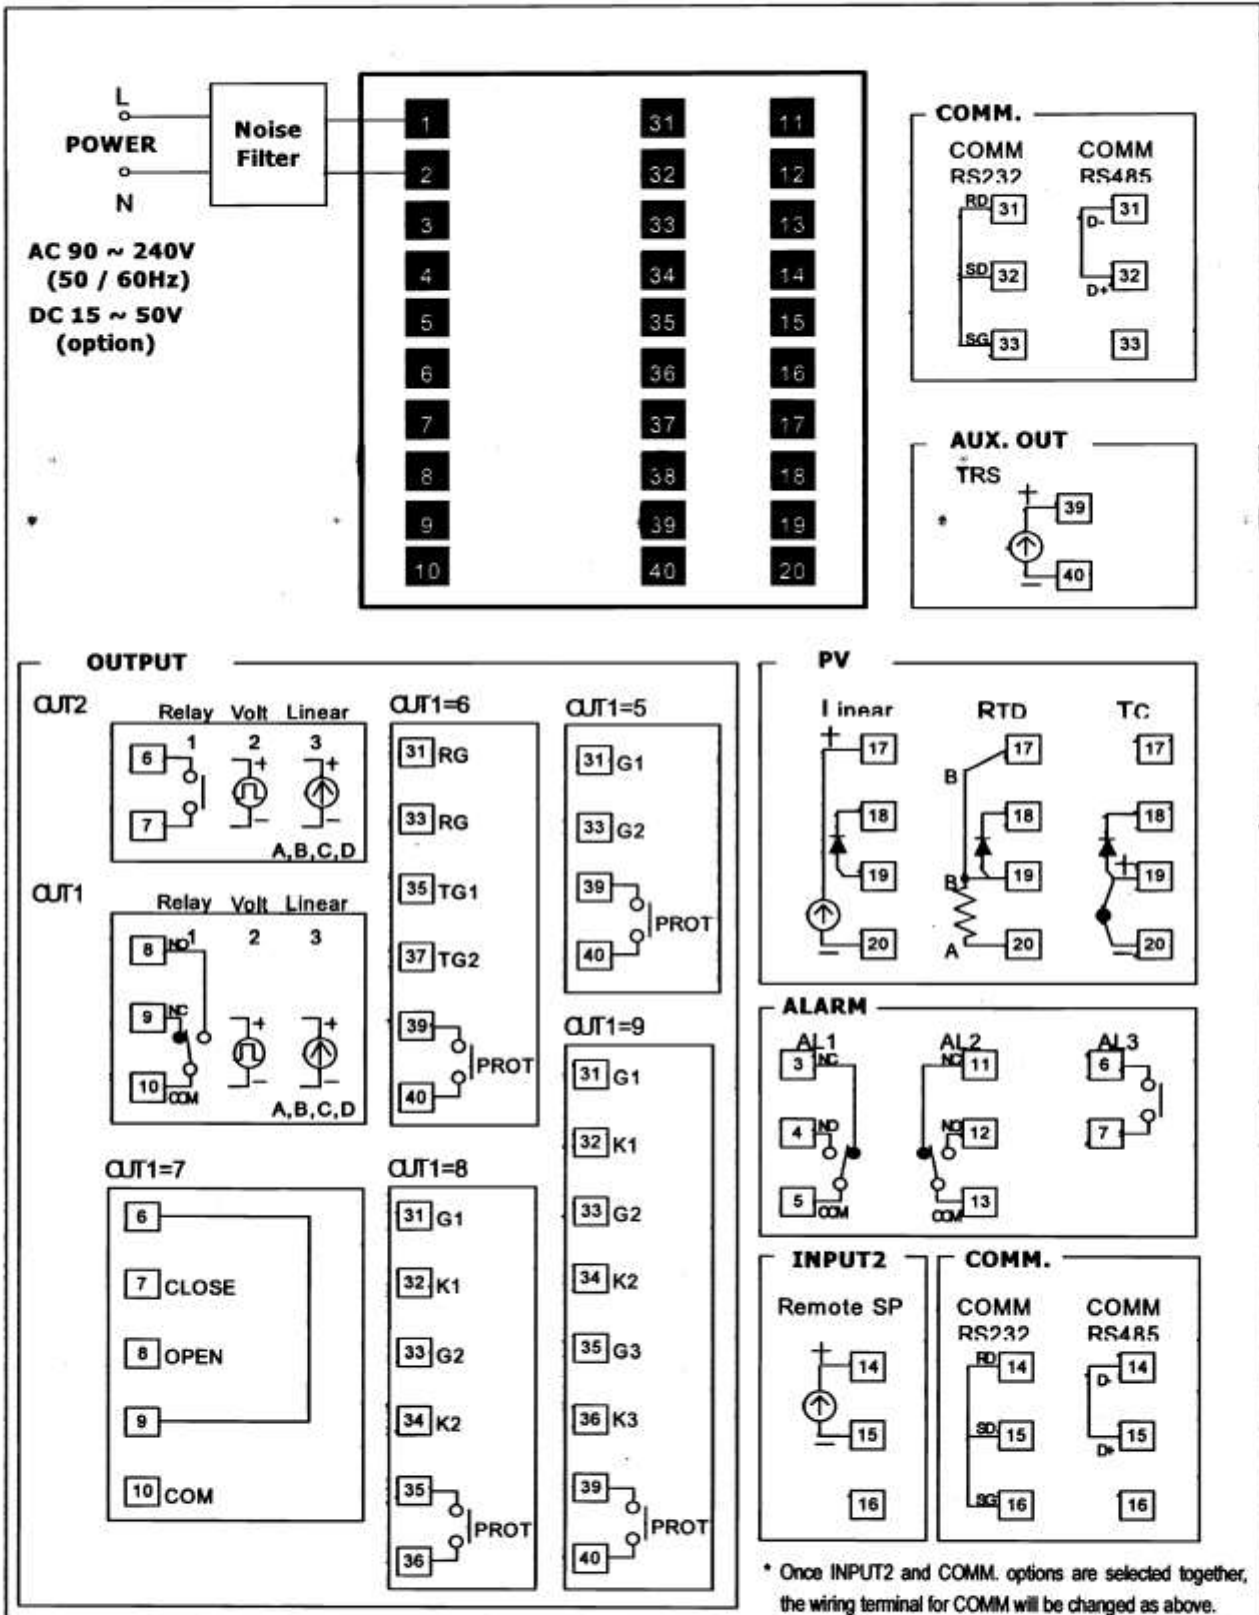 L
POWER
N
Noise
Filter
AC 90 ~ 240V
(50 / 60Hz)
DC 15 ~ 50V
(option)
1 31 11
2 32 12
3 33 13
4 34 14
5 35 15
6 36 16
7 37 17
8 38 18
9 39 19
10 40 20
COMM.
COMM COMM
RS232 RS485
RD 31 D- 31
SD 32 D+ 32
SG 33 33
AUX. OUT
TRS
+ 39
- 40
OUTPUT
OUT2
Relay Volt Linear
1 2 3
6 + +
7 - -
A,B,C,D
OUT1
Relay Volt Linear
1 2 3
8 NO
9 NC + +
10 COM - -
A,B,C,D
OUT1=7
6
7 CLOSE
8 OPEN
9
10 COM
OUT1=6
31 RG
33 RG
35 TG1
37 TG2
39
PROT
40
OUT1=8
31 G1
32 K1
33 G2
34 K2
35
PROT
36
OUT1=5
31 G1
33 G2
39
PROT
40
OUT1=9
31 G1
32 K1
33 G2
34 K2
35 G3
36 K3
39
PROT
40
PV
Linear RTD TC
+ 17 B 17 17
18 18 18
19 B 19 + 19
- 20 A 20 - 20
ALARM
AL1 AL2 AL3
3 NC NC 11 6
4 NO NO 12 7
5 COM COM 13
INPUT2
Remote SP
+ 14
- 15
16
COMM.
COMM COMM
RS232 RS485
RD 14 D- 14
SD 15 D+ 15
SG 16 16
* Once INPUT2 and COMM. options are selected together,
the wiring terminal for COMM will be changed as above.